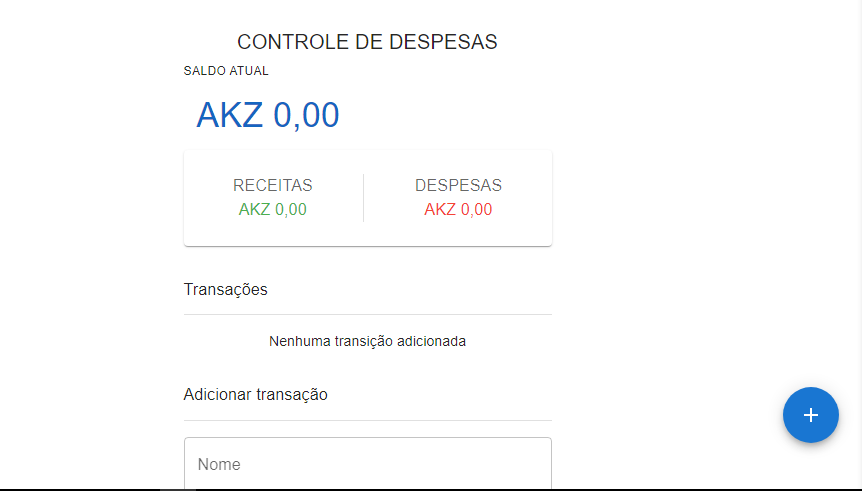 CONTROLE DE DESPESAS
SALDO ATUAL
AKZ 0,00
RECEITAS
DESPESAS
AKZ 0,00
AKZ 0,00
Transações
Nenhuma transição adicionada
Adicionar transação
+
Nome